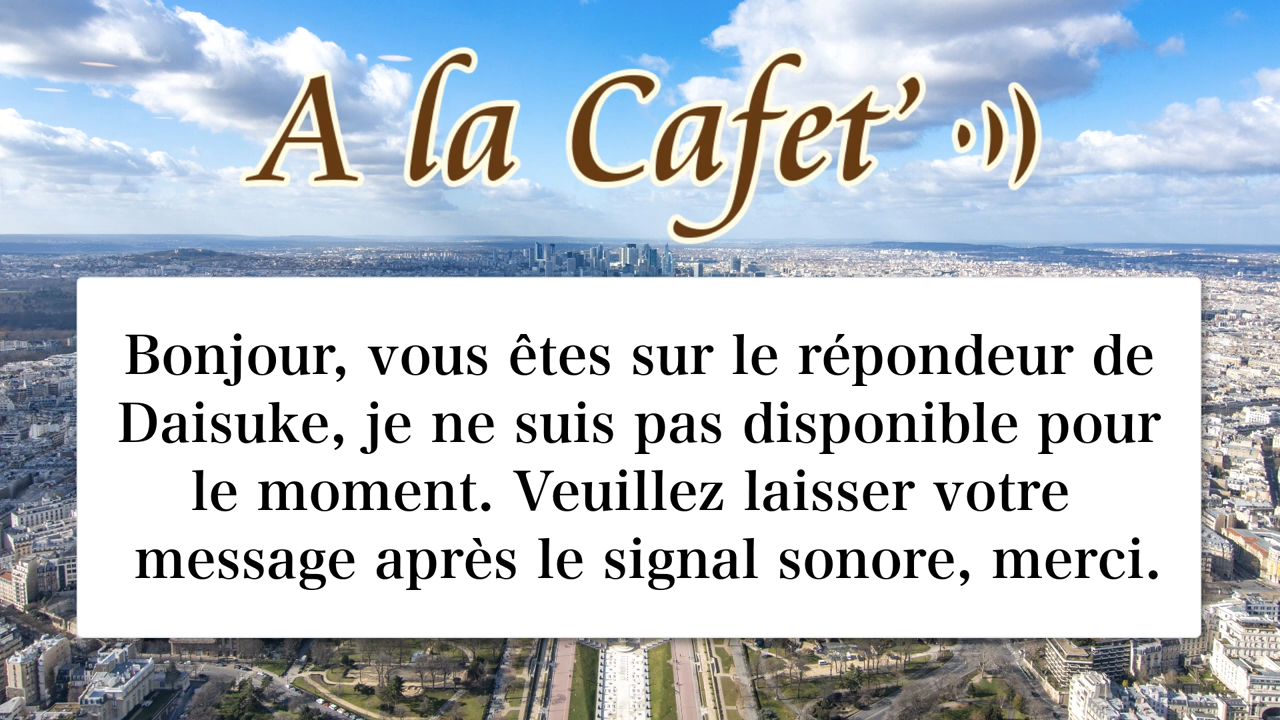 A la Cafet’
Bonjour, vous êtes sur le répondeur de
Daisuke, je ne suis pas disponible pour
le moment. Veuillez laisser votre
message après le signal sonore, merci.